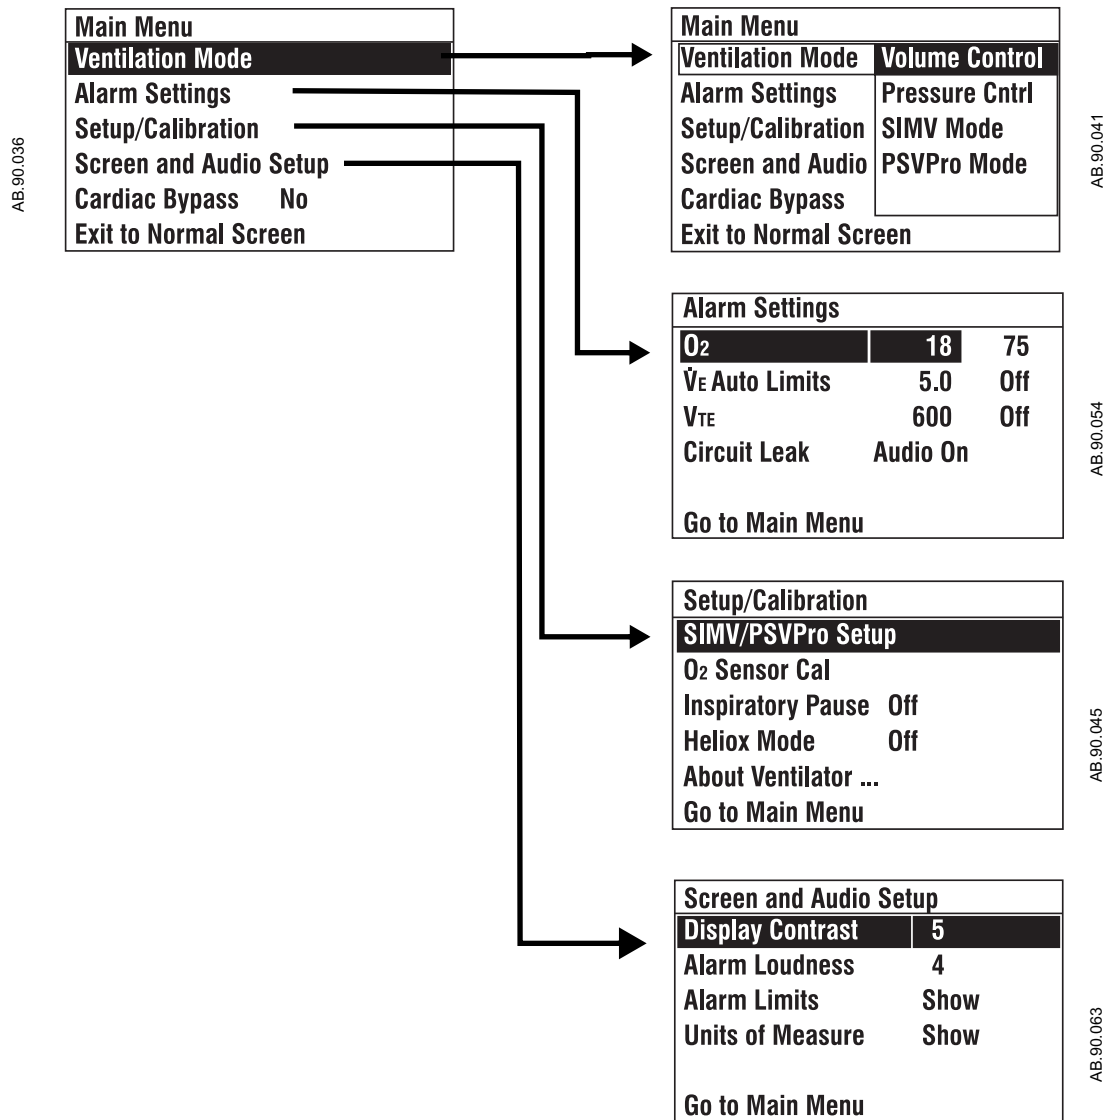 Main Menu
Ventilation Mode
Alarm Settings
Setup/Calibration
Screen and Audio Setup
Cardiac Bypass No
Exit to Normal Screen
AB.90.036
Main Menu
Ventilation Mode Volume Control
Alarm Settings Pressure Cntrl
Setup/Calibration SIMV Mode
Screen and Audio PSVPro Mode
Cardiac Bypass
Exit to Normal Screen
AB.90.041
Alarm Settings
O2 18 75
V̇E Auto Limits 5.0 Off
VTE 600 Off
Circuit Leak Audio On
Go to Main Menu
AB.90.054
Setup/Calibration
SIMV/PSVPro Setup
O2 Sensor Cal
Inspiratory Pause Off
Heliox Mode Off
About Ventilator ...
Go to Main Menu
AB.90.045
Screen and Audio Setup
Display Contrast 5
Alarm Loudness 4
Alarm Limits Show
Units of Measure Show
Go to Main Menu
AB.90.063